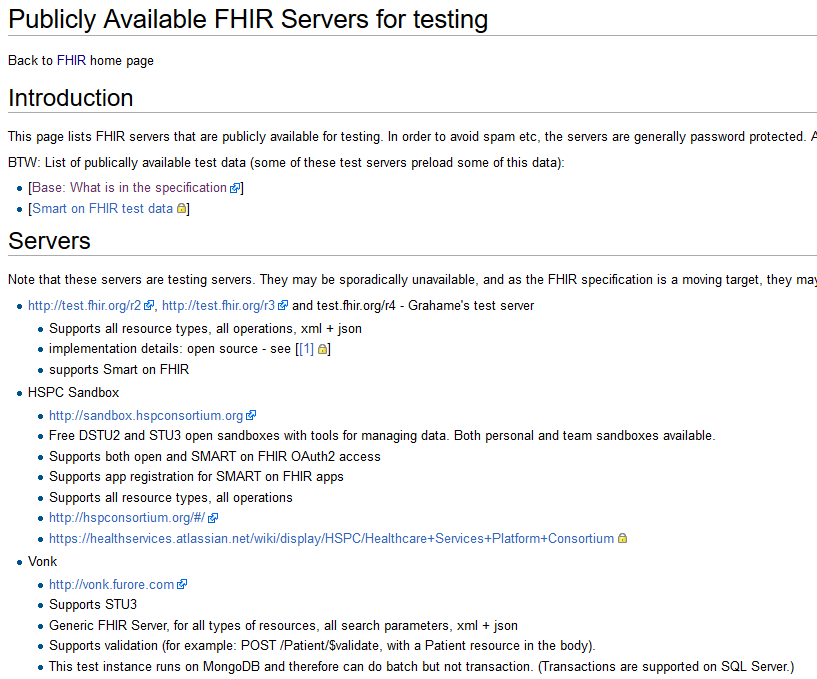 Publicly Available FHIR Servers for testing
Back to FHIR home page
Introduction
This page lists FHIR servers that are publicly available for testing. In order to avoid spam etc, the servers are generally password protected. A
BTW: List of publically available test data (some of these test servers preload some of this data):
[Base: What is in the specification]
[Smart on FHIR test data]
Servers
Note that these servers are testing servers. They may be sporadically unavailable, and as the FHIR specification is a moving target, they may
http://test.fhir.org/r2, http://test.fhir.org/r3 and test.fhir.org/r4 - Grahame's test server
Supports all resource types, all operations, xml + json
implementation details: open source - see [[1]]
supports Smart on FHIR
HSPC Sandbox
http://sandbox.hspconsortium.org
Free DSTU2 and STU3 open sandboxes with tools for managing data. Both personal and team sandboxes available.
Supports both open and SMART on FHIR OAuth2 access
Supports app registration for SMART on FHIR apps
Supports all resource types, all operations
http://hspconsortium.org/#/
https://healthservices.atlassian.net/wiki/display/HSPC/Healthcare+Services+Platform+Consortium
Vonk
http://vonk.furore.com
Supports STU3
Generic FHIR Server, for all types of resources, all search parameters, xml + json
Supports validation (for example: POST /Patient/$validate, with a Patient resource in the body).
This test instance runs on MongoDB and therefore can do batch but not transaction. (Transactions are supported on SQL Server.)